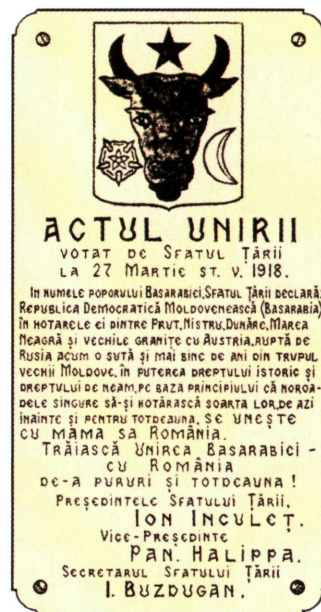 ACTUL UNIRII
VOTAT DE SFATUL ȚĂRII
LA 27 MARTIE ST. V. 1918.
IN NUMELE POPORULUI BASARABIEI, SFATUL ȚĂRII DECLARĂ:
REPUBLICA DEMOCRATICĂ MOLDOVENEASCĂ (BASARABIA)
ÎN HOTARELE EI DINTRE PRUT, NISTRU, DUNĂRE, MAREA
NEAGRĂ ȘI VECHILE GRANIȚE CU AUSTRIA, RUPTĂ DE
RUSIA ACUM O SUTĂ ȘI MAI BINE DE ANI DIN TRUPUL
VECHII MOLDOVE, ÎN PUTEREA DREPTULUI ISTORIC ȘI
DREPTULUI DE NEAM, PE BAZA PRINCIPIULUI CĂ NOROA-
DELE SINGURE SĂ-ȘI HOTĂRASCĂ SOARTA LOR, DE AZI
INAINTE ȘI PENTRU TOTDEAUNA, SE UNEȘTE
CU MAMA SA ROMÂNIA.
TRĂIASCĂ UNIREA BASARABIEI -
CU ROMÂNIA
DE-A PURURI ȘI TOTDEAUNA!
PREȘEDINTELE SFATULUI ȚĂRII,
ION INCULEȚ.
VICE-PREȘEDINTE
PAN. HALIPPA.
SECRETARUL SFATULUI ȚĂRII
I. BUZDUGAN.